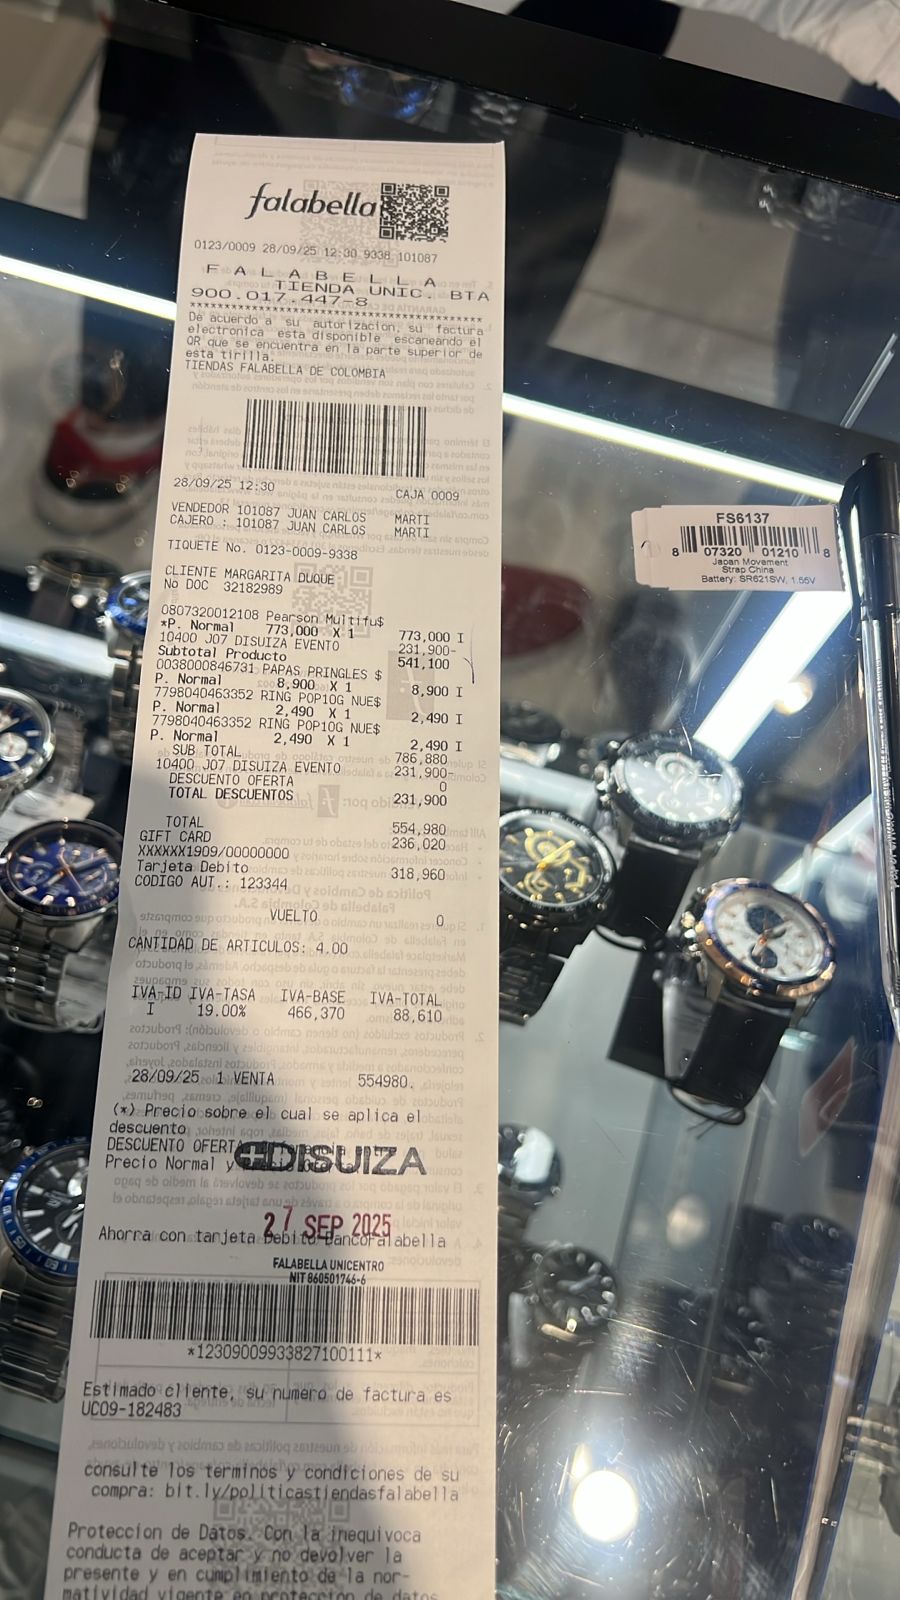 falabella
0123/0009 28/09/25 12:30 9338 101087
F A L A B E L L A
TIENDA UNIC. BTA
900.017.447-8
****************************************
De acuerdo a su autorizacion, su factura
electronica esta disponible escaneando el
QR que se encuentra en la parte superior de
esta tirilla.
TIENDAS FALABELLA DE COLOMBIA
28/09/25 12:30 CAJA 0009
VENDEDOR 101087 JUAN CARLOS MARTI
CAJERO : 101087 JUAN CARLOS MARTI
TIQUETE No. 0123-0009-9338
CLIENTE MARGARITA DUQUE
No DOC 32182989
0807320012108 Pearson Multifu$
*P. Normal 773,000 X 1 773,000 I
10400 J07 DISUIZA EVENTO 231,900-
Subtotal Producto 541,100
0038000846731 PAPAS PRINGLES $
P. Normal 8,900 X 1 8,900 I
7798040463352 RING POP10G NUE$
P. Normal 2,490 X 1 2,490 I
7798040463352 RING POP10G NUE$
P. Normal 2,490 X 1 2,490 I
SUB TOTAL 786,880
10400 J07 DISUIZA EVENTO 231,900-
DESCUENTO OFERTA 0
TOTAL DESCUENTOS 231,900
TOTAL 554,980
GIFT CARD 236,020
XXXXXX1909/00000000
Tarjeta Debito 318,960
CODIGO AUT.: 123344
VUELTO 0
CANTIDAD DE ARTICULOS: 4.00
IVA-ID IVA-TASA IVA-BASE IVA-TOTAL
I 19.00% 466,370 88,610
28/09/25 1 VENTA 554980.
(*) Precio sobre el cual se aplica el
descuento
DESCUENTO OFERTA
Precio Normal y
DISUIZA
27 SEP 2025
Ahorra con tarjeta Debito Bancofalabella
FALABELLA UNICENTRO
NIT 860501746-6
*12309009933827100111*
Estimado cliente, su numero de factura es
UC09-182483
consulte los terminos y condiciones de su
compra: bit.ly/politicastiendasfalabella
Proteccion de Datos. Con la inequivoca
conducta de aceptar y no devolver la
presente y en cumplimiento de la nor-
matividad vigente en proteccion de datos
FS6137
8 07320 01210 8
Japan Movement
Strap China
Battery: SR621SW, 1.55V